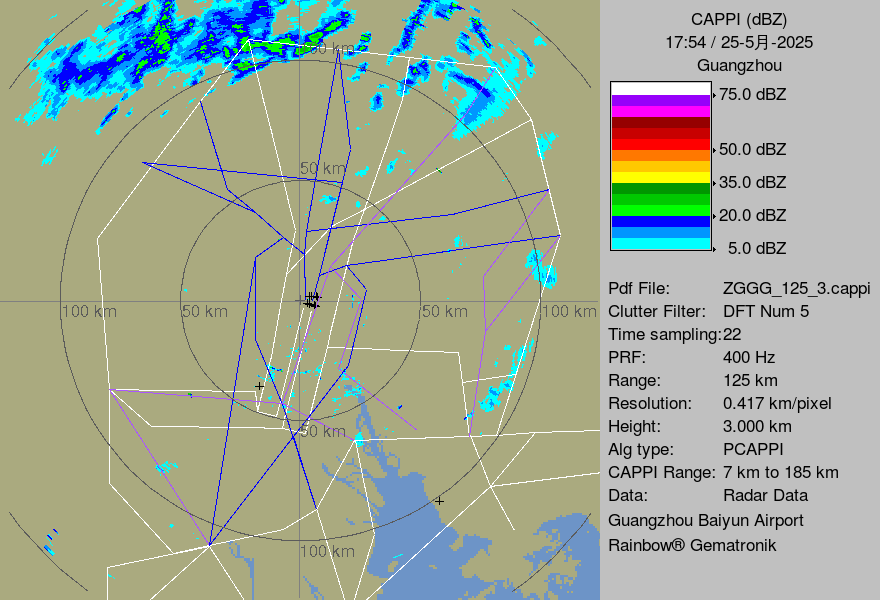 CAPPI (dBZ)
17:54 / 25-5月-2025
Guangzhou
75.0 dBZ
50.0 dBZ
35.0 dBZ
20.0 dBZ
5.0 dBZ
Pdf File: ZGGG_125_3.cappi
Clutter Filter: DFT Num 5
Time sampling:22
PRF: 400 Hz
Range: 125 km
Resolution: 0.417 km/pixel
Height: 3.000 km
Alg type: PCAPPI
CAPPI Range: 7 km to 185 km
Data: Radar Data
Guangzhou Baiyun Airport
Rainbow® Gematronik
100 km
50 km
100 km
50 km
50 km
100 km
50 km
100 km